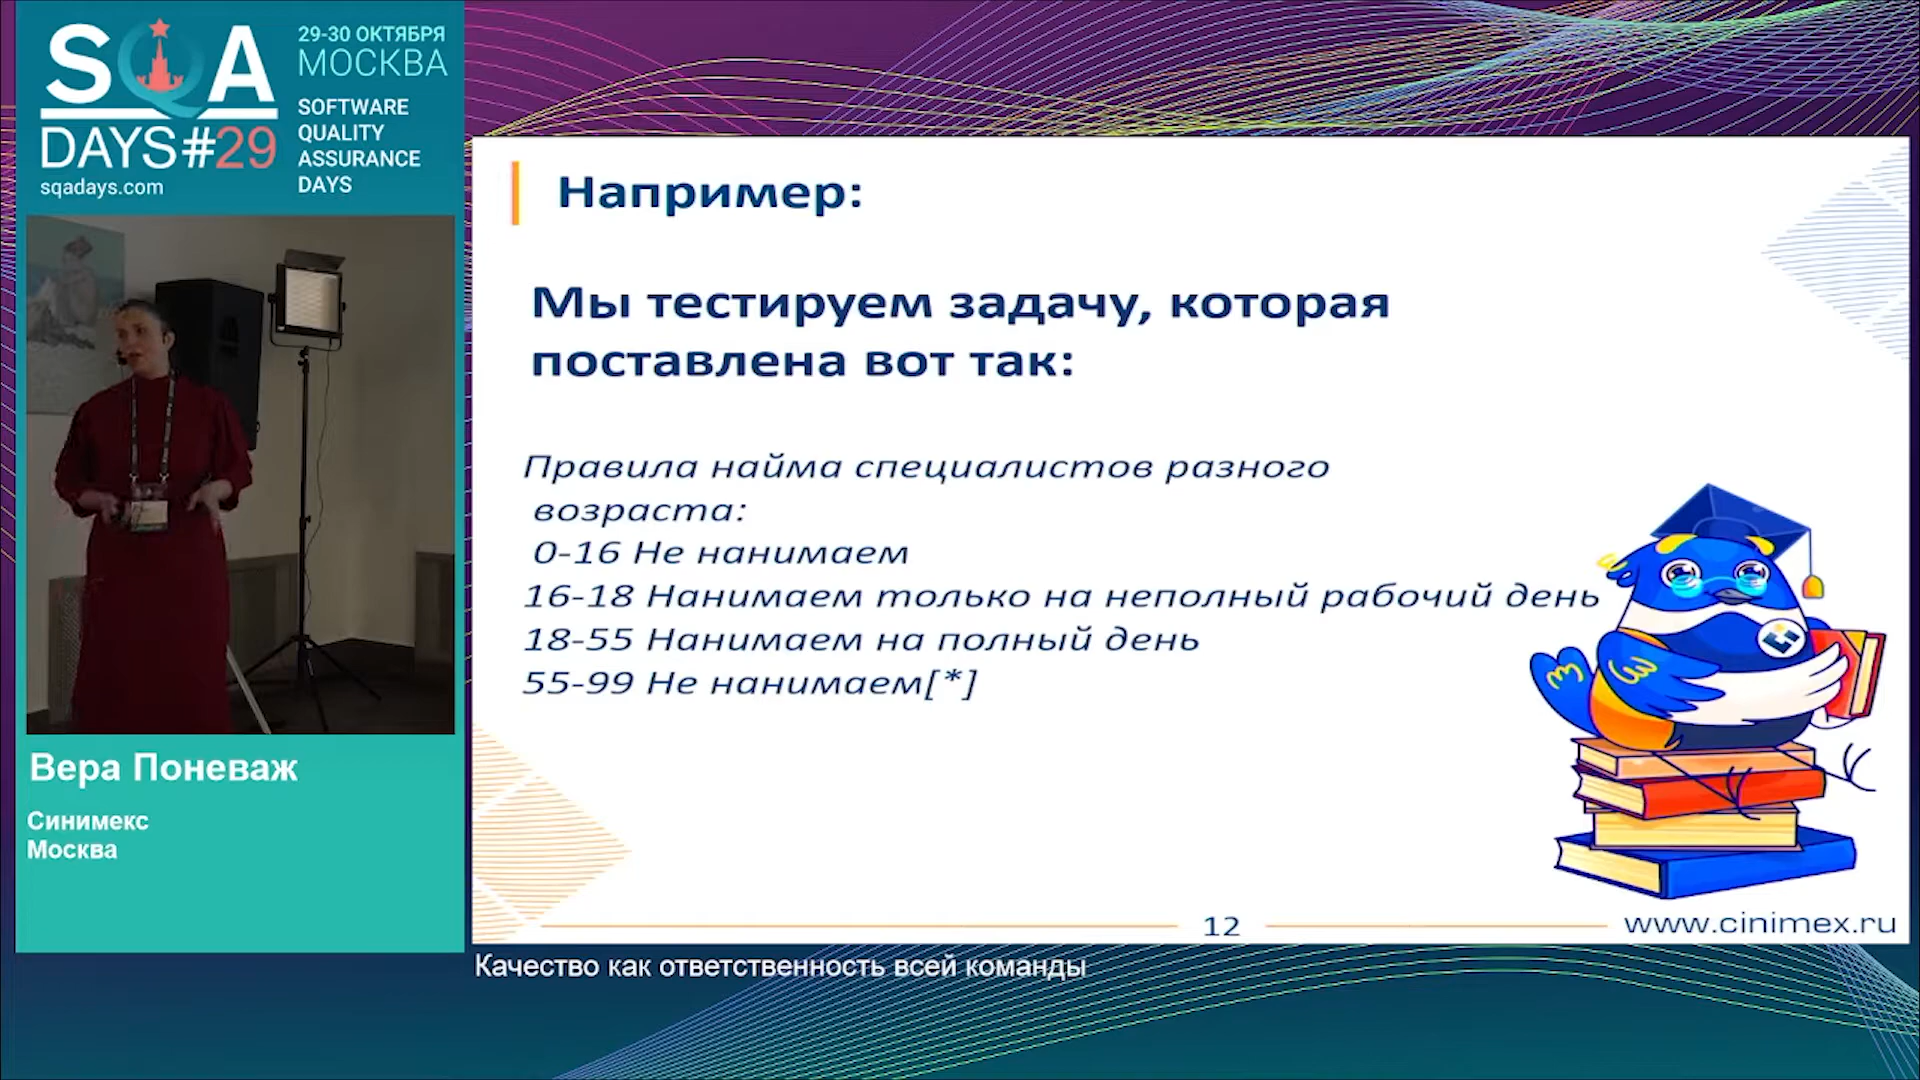 SQA
DAYS#29
sqadays.com
29-30 ОКТЯБРЯ
МОСКВА
SOFTWARE
QUALITY
ASSURANCE
DAYS
Вера Поневаж
Синимекс
Москва
Например:
Мы тестируем задачу, которая
поставлена вот так:
Правила найма специалистов разного
возраста:
0-16 Не нанимаем
16-18 Нанимаем только на неполный рабочий день
18-55 Нанимаем на полный день
55-99 Не нанимаем[*]
12
www.cinimex.ru
Качество как ответственность всей команды